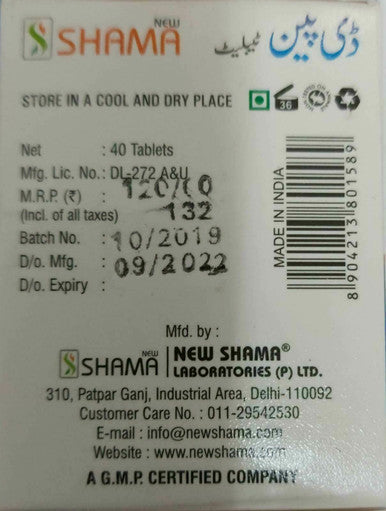 NEW
SHAMA
ڈی پین ٹیبلیٹ
STORE IN A COOL AND DRY PLACE
36
Net : 40 Tablets
Mfg. Lic. No.: DL-272 A&U
M.R.P. (₹) : 120/00
(Incl. of all taxes) 132
Batch No. : 10/2019
D/o. Mfg. : 09/2022
D/o. Expiry :
MADE IN INDIA
8904213801589
Mfd. by :
NEW
SHAMA
NEW SHAMA®
LABORATORIES (P) LTD.
310, Patpar Ganj, Industrial Area, Delhi-110092
Customer Care No. : 011-29542530
E-mail : info@newshama.com
Website : www.newshama.com
A G.M.P. CERTIFIED COMPANY